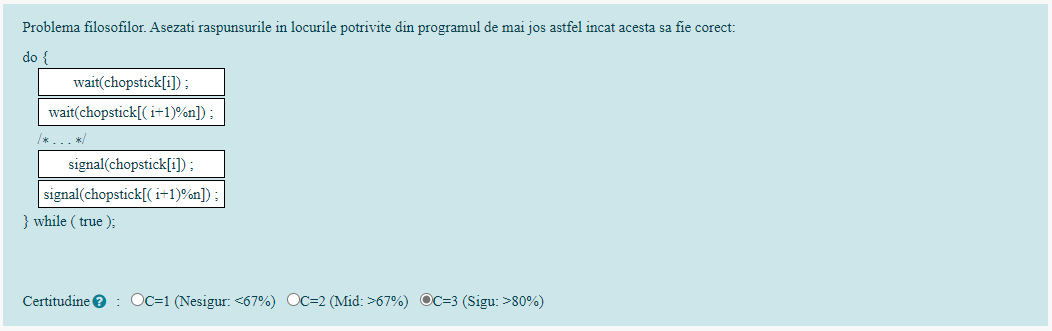 Problema filosofilor. Asezati raspunsurile in locurile potrivite din programul de mai jos astfel incat acesta sa fie corect:
do {
wait(chopstick[i]) ;
wait(chopstick[( i+1)%n]) ;
/* . . . */
signal(chopstick[i]) ;
signal(chopstick[( i+1)%n]) ;
} while ( true );
Certitudine ? : C=1 (Nesigur: <67%) C=2 (Mid: >67%) C=3 (Sigu: >80%)